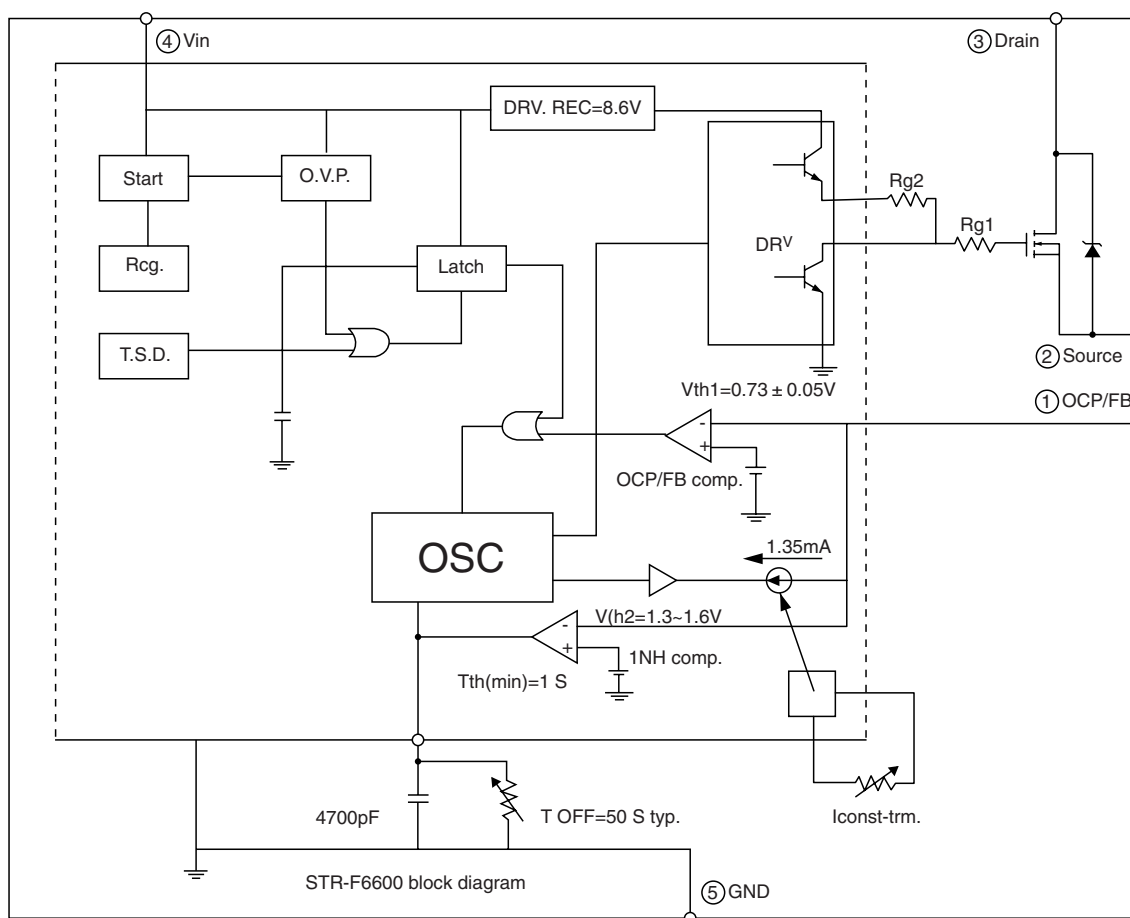 ④ Vin
③ Drain
DRV. REC=8.6V
Start
O.V.P.
Rg2
Rg1
DRV
Rcg.
Latch
T.S.D.
② Source
Vth1=0.73 ± 0.05V
① OCP/FB
-
+
OCP/FB comp.
OSC
1.35mA
V(h2=1.3~1.6V
-
+
1NH comp.
Tth(min)=1 S
4700pF
T OFF=50 S typ.
Iconst-trm.
STR-F6600 block diagram
⑤ GND